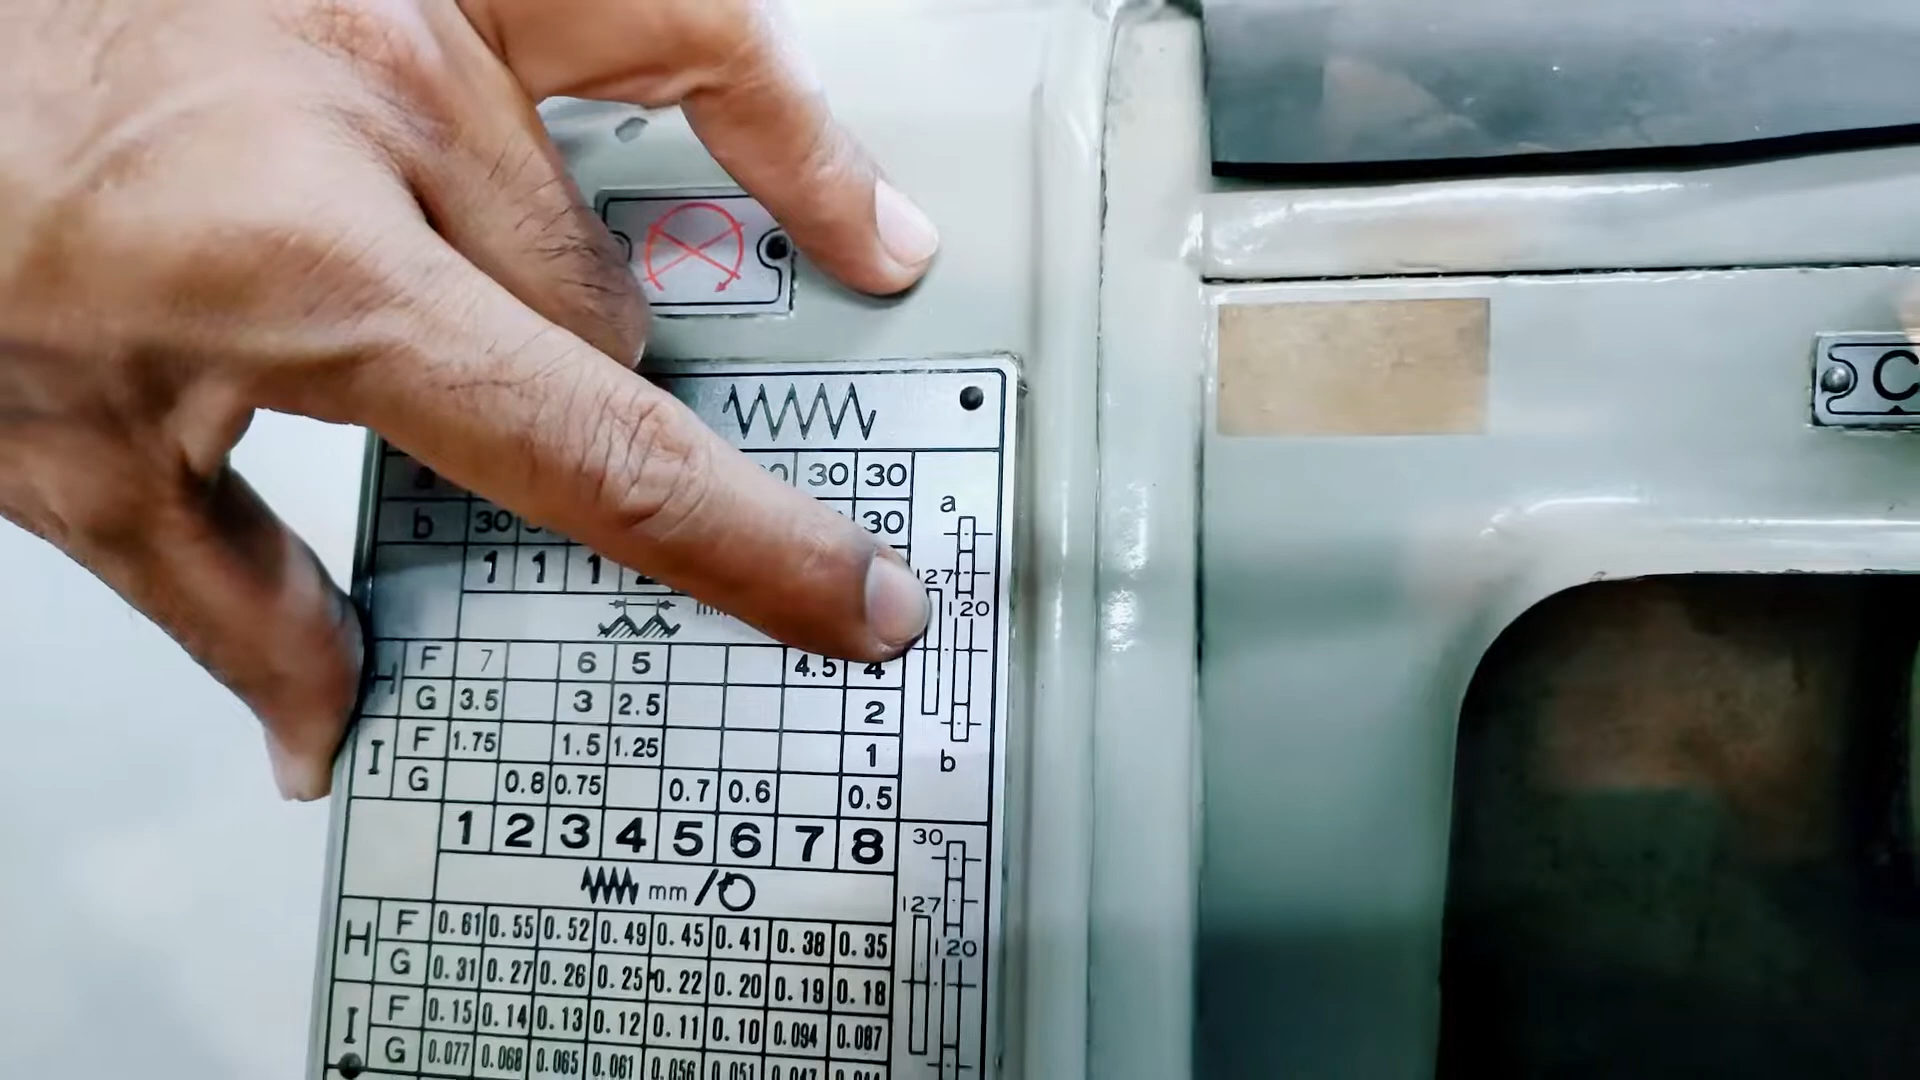 30 30
a
b 30 30
1 1 1
127
120
H F 7 6 5 4.5 4
G 3.5 3 2.5 2
I F 1.75 1.5 1.25 1
b
G 0.8 0.75 0.7 0.6 0.5
1 2 3 4 5 6 7 8
30
mm /
127
H F 0.61 0.55 0.52 0.49 0.45 0.41 0.38 0.35
120
G 0.31 0.27 0.26 0.25 0.22 0.20 0.19 0.18
I F 0.15 0.14 0.13 0.12 0.11 0.10 0.094 0.087
G 0.077 0.068 0.065 0.061 0.056 0.051
C